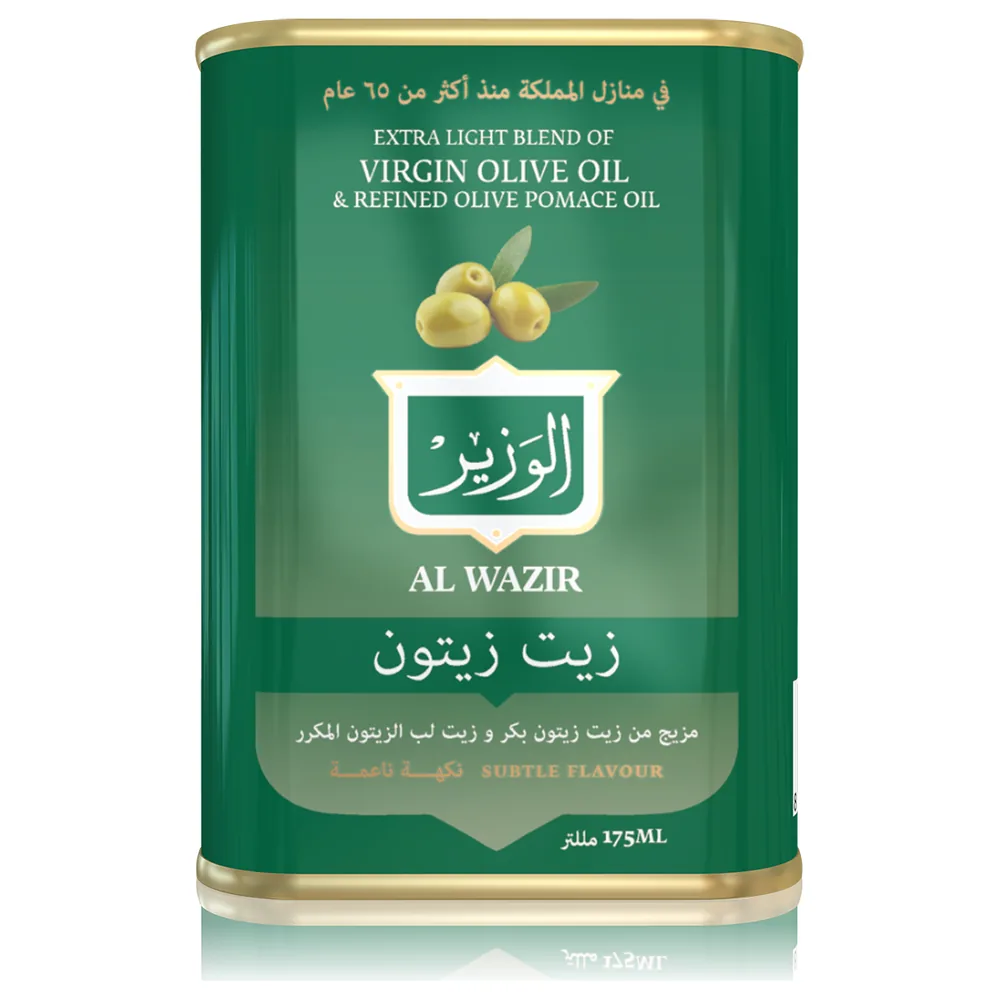 في منازل المملكة منذ أكثر من ٦٥ عام
EXTRA LIGHT BLEND OF
VIRGIN OLIVE OIL
& REFINED OLIVE POMACE OIL
الوزير
AL WAZIR
زيت زيتون
مزيج من زيت زيتون بكر و زيت لب الزيتون المكرر
نكهة ناعمة SUBTLE FLAVOUR
175ML مللتر